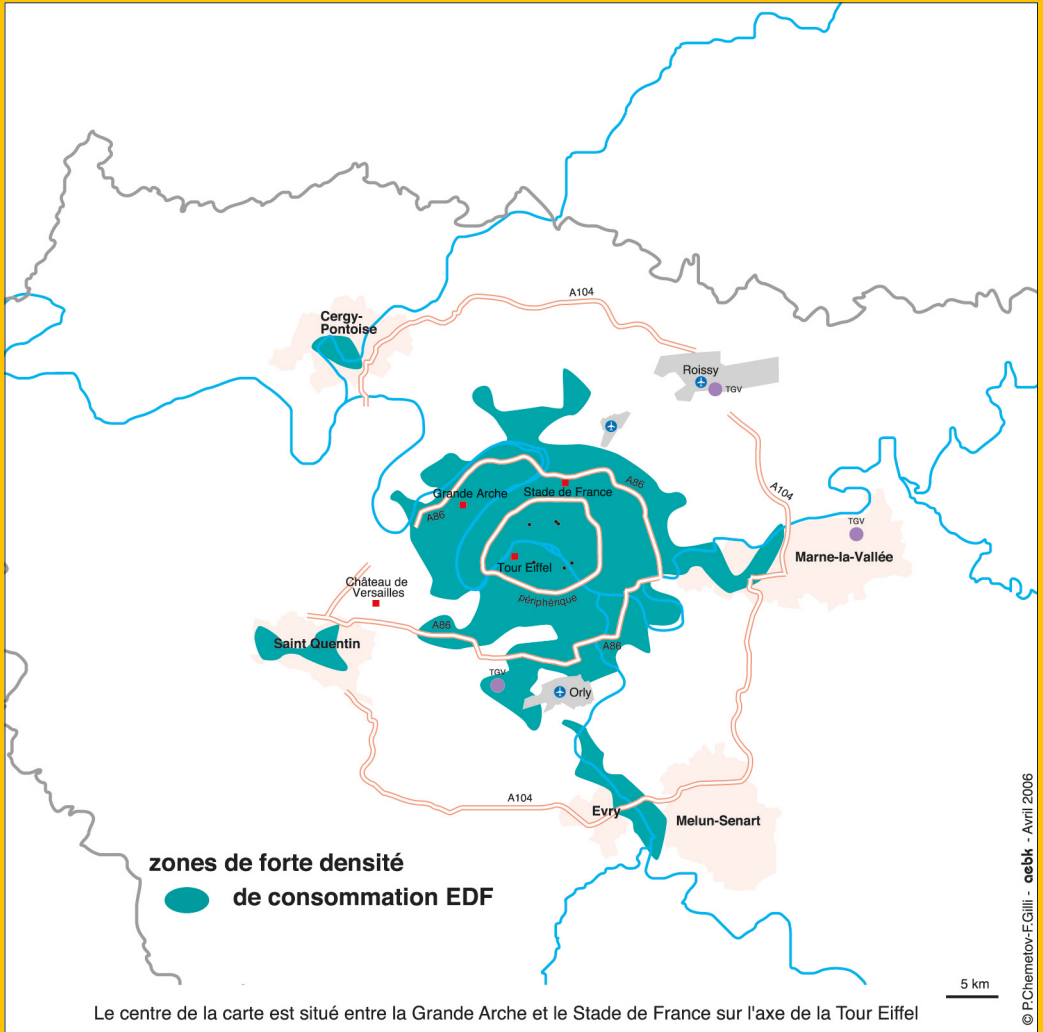 A104
Cergy-
Pontoise
Roissy
TGV
A104
Grande Arche
Stade de France
A86
A86
TGV
Marne-la-Vallée
Tour Eiffel
Château de
Versailles
périphérique
A86
Saint Quentin
A86
TGV
Orly
A104
Evry
Melun-Senart
zones de forte densité
de consommation EDF
5 km
Le centre de la carte est situé entre la Grande Arche et le Stade de France sur l'axe de la Tour Eiffel
© P.Chemetov-F.Gilli - aebk - Avril 2006